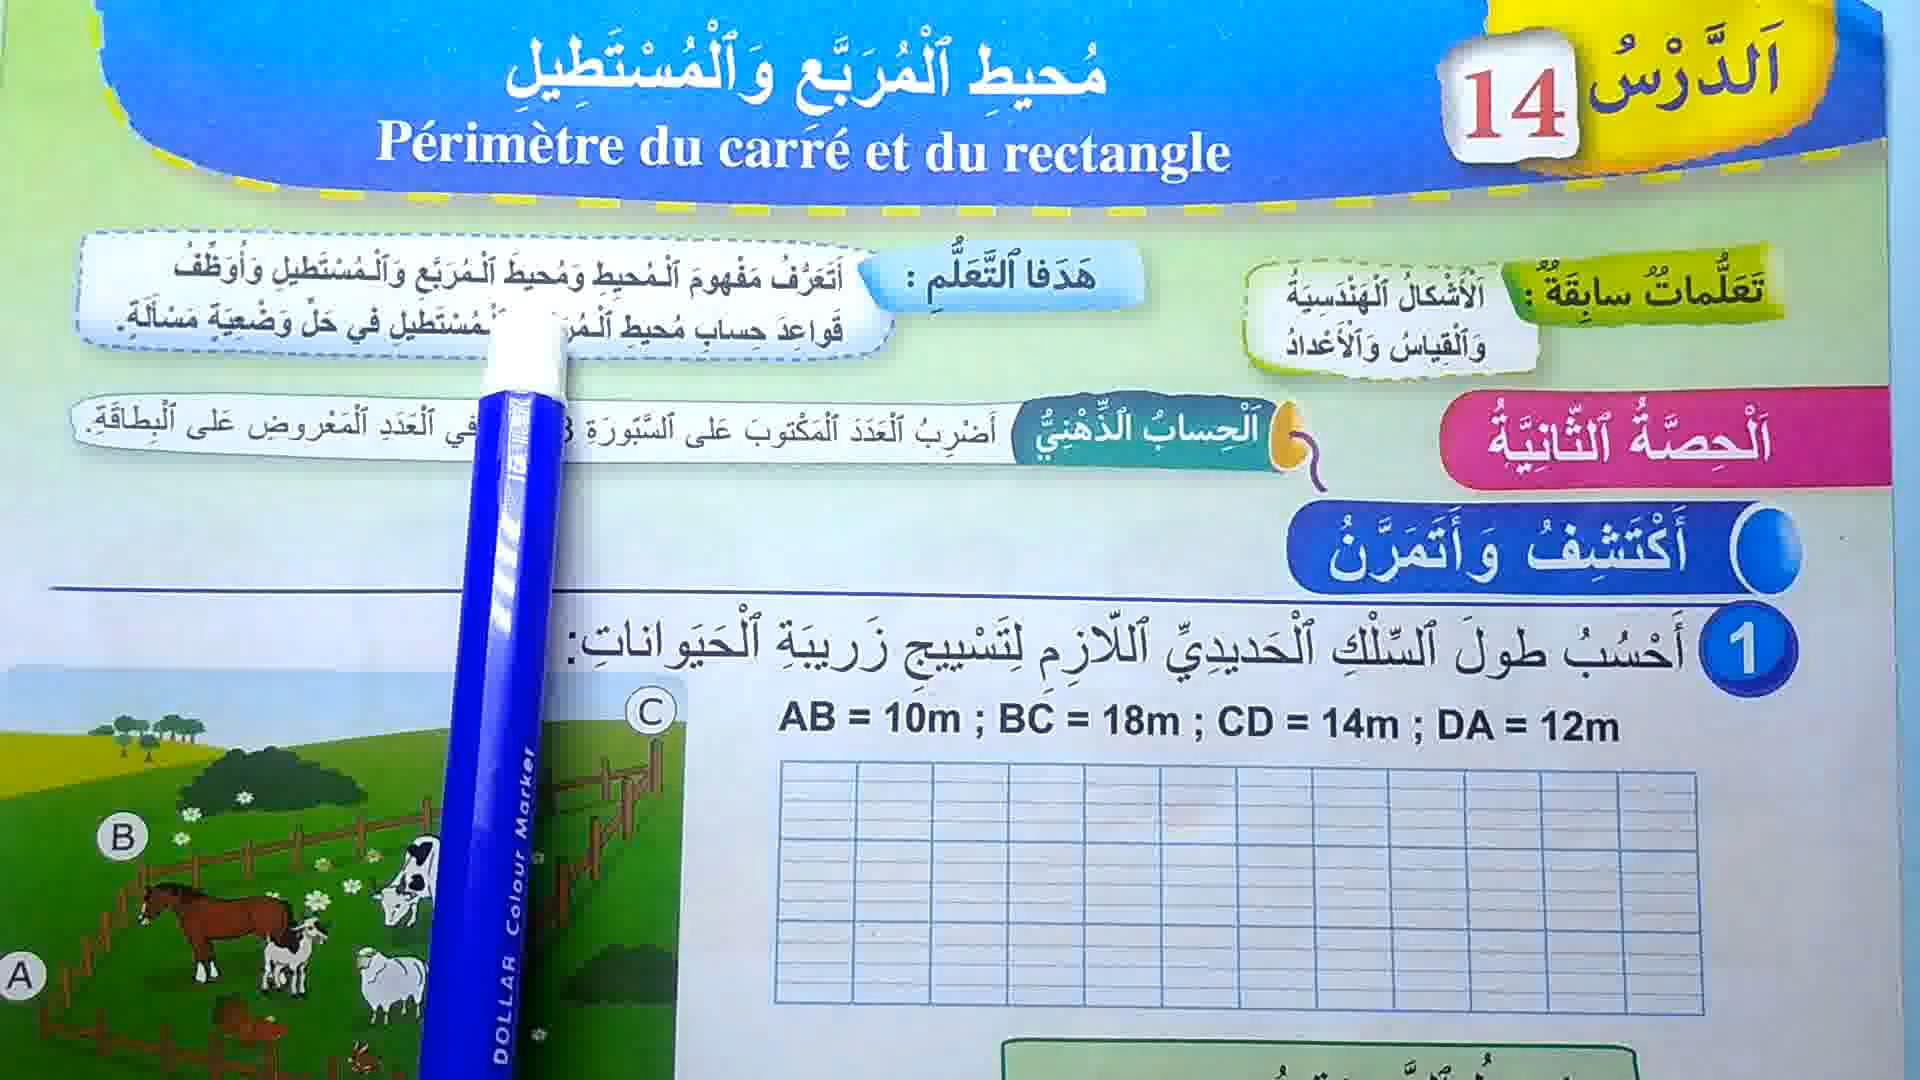 اَلدَّرْسُ 14
مُحيطِ ٱلْمُرَبَّعِ وَٱلْمُسْتَطِيلِ
Périmètre du carré et du rectangle
تَعَلُّماتٌ سابِقَةٌ :
اَلْأَشْكالُ ٱلْهَنْدَسِيَةُ
وَٱلْقِياسُ وَٱلْأَعْدادُ
هَدَفا ٱلتَّعَلُّمِ :
أَتَعَرَّفُ مَفْهومَ ٱلْمُحيطِ وَمُحيطَ ٱلْمُرَبَّعِ وَٱلْمُسْتَطيلِ وَأُوَظِّفُ
قَواعِدَ حِسابِ مُحيطِ ٱلْمُسْتَطيلِ في حَلِّ وَضْعِيَةٍ مَسْأَلَةٍ.
اَلْحِصَّةُ ٱلثّانِيَّةُ
اَلْحِسابُ ٱلذِّهْنِيُّ
أَضْرِبُ ٱلْعَدَدَ ٱلْمَكْتوبَ عَلى ٱلسَّبّورَةِ في ٱلْعَدَدِ ٱلْمَعْروضِ عَلى ٱلْبِطاقَةِ.
أَكْتَشِفُ وَأَتَمَرَّنُ
1 أَحْسُبُ طولَ ٱلسِّلْكِ ٱلْحَديدِيِّ ٱللّازِمِ لِتَسْييجِ زَريبَةِ ٱلْحَيَواناتِ:
AB = 10m ; BC = 18m ; CD = 14m ; DA = 12m
C
B
A
DOLLAR Colour Marker